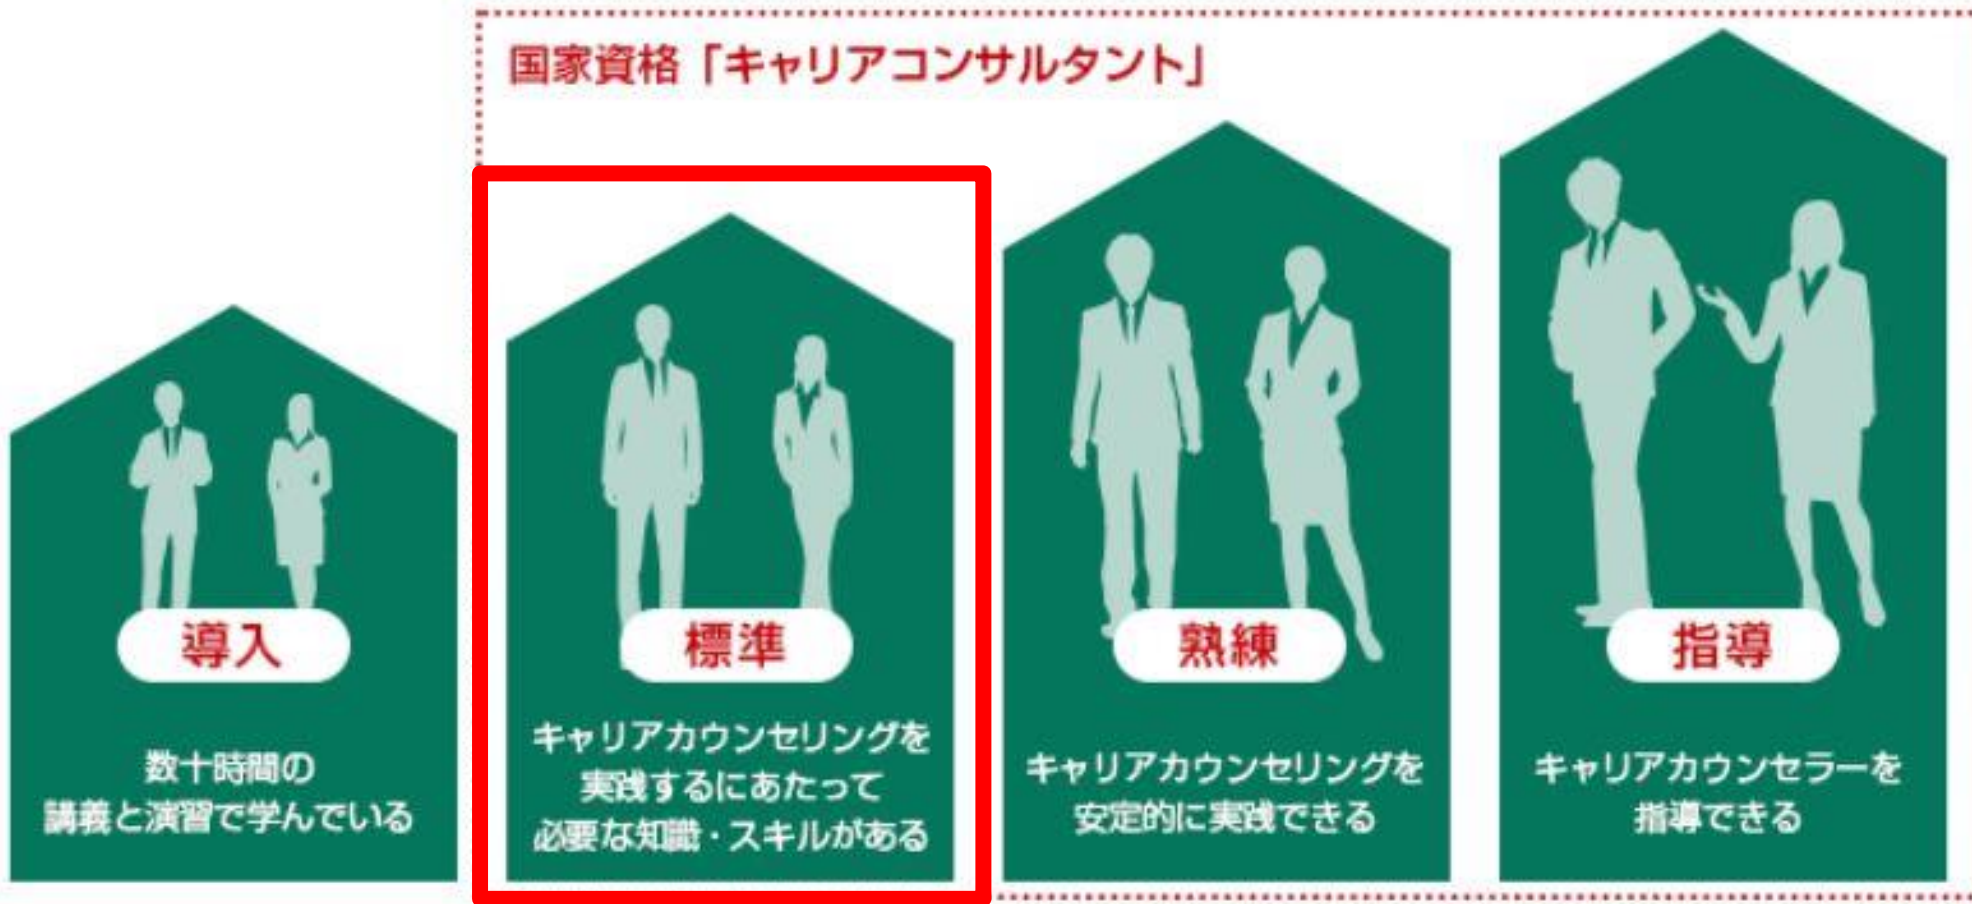 国家資格「キャリアコンサルタント」
導入
数十時間の
講義と演習で学んでいる
標準
キャリアカウンセリングを
実践するにあたって
必要な知識・スキルがある
熟練
キャリアカウンセリングを
安定的に実践できる
指導
キャリアカウンセラーを
指導できる